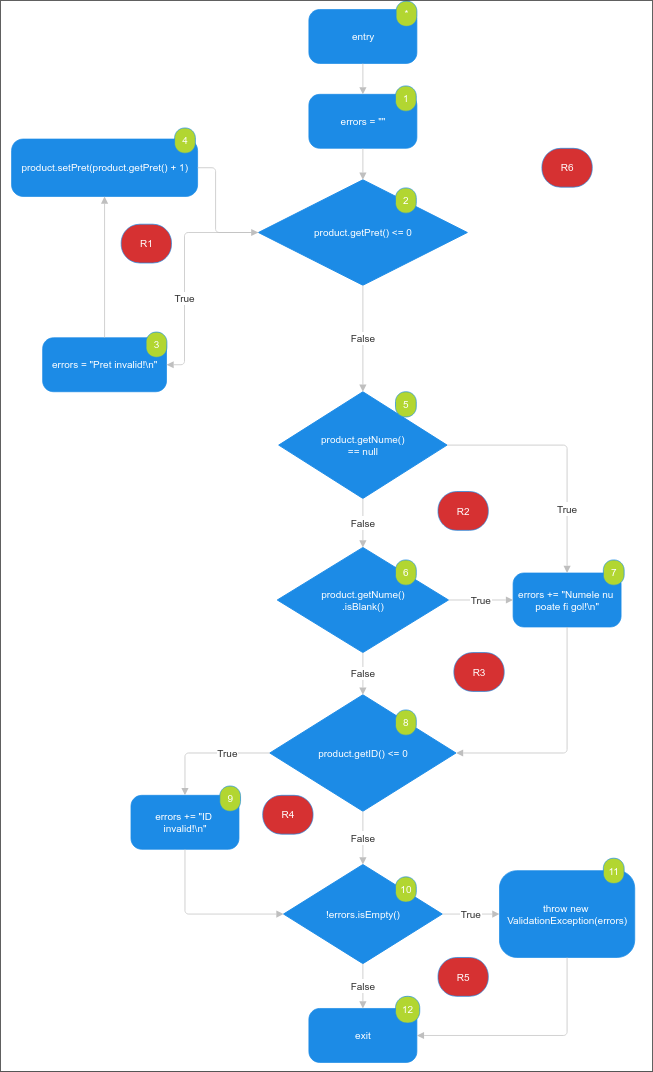 *
entry
1
errors = ""
4
product.setPret(product.getPret() + 1)
R6
2
product.getPret() <= 0
R1
True
False
3
errors = "Pret invalid!\n"
5
product.getNume()
== null
R2
True
False
6
product.getNume()
.isBlank()
True
7
errors += "Numele nu
poate fi gol!\n"
False
R3
8
product.getID() <= 0
True
9
errors += "ID
invalid!\n"
R4
False
10
!errors.isEmpty()
True
11
throw new
ValidationException(errors)
False
R5
12
exit